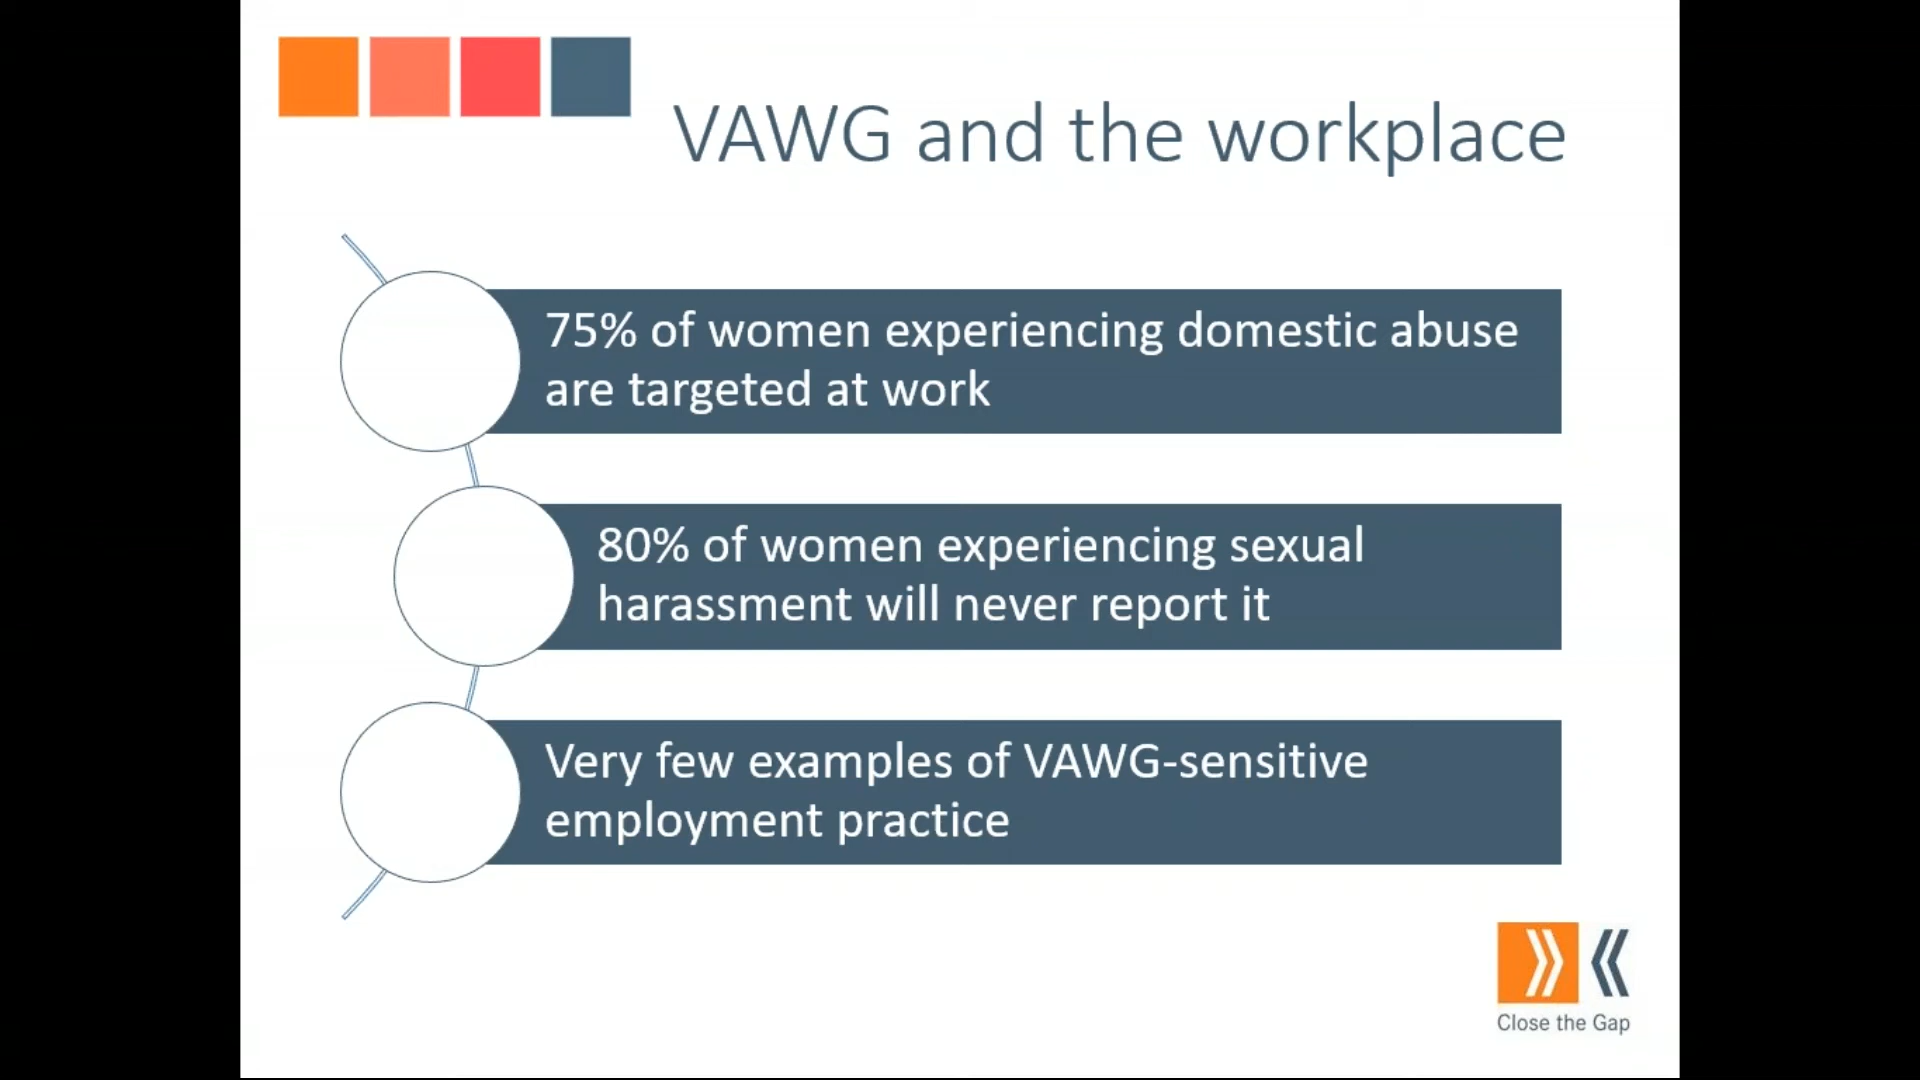 VAWG and the workplace
75% of women experiencing domestic abuse
are targeted at work
80% of women experiencing sexual
harassment will never report it
Very few examples of VAWG-sensitive
employment practice
Close the Gap